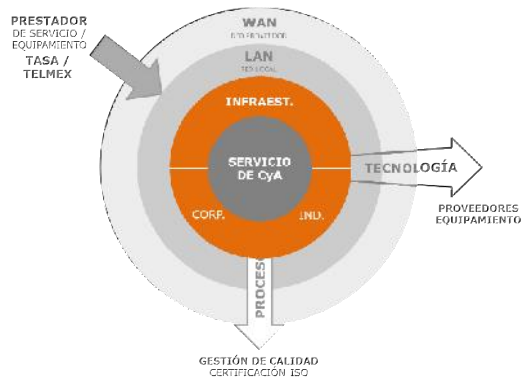 PRESTADOR
DE SERVICIO /
EQUIPAMIENTO
TASA /
TELMEX
WAN
LAN
INFRAEST.
SERVICIO
DE CyA
CORP.
IND.
TECNOLOGÍA
PROVEEDORES
EQUIPAMIENTO
PROCESO
GESTIÓN DE CALIDAD
CERTIFICACIÓN ISO